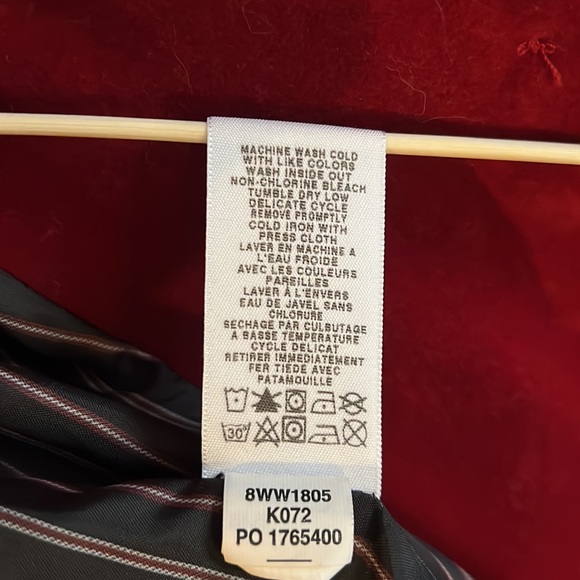 MACHINE WASH COLD
WITH LIKE COLORS
WASH INSIDE OUT
NON-CHLORINE BLEACH
TUMBLE DRY LOW
DELICATE CYCLE
REMOVE PROMPTLY
COLD IRON WITH
PRESS CLOTH
LAVER EN MACHINE A
L'EAU FROIDE
AVEC LES COULEURS
PAREILLES
LAVER À L'ENVERS
EAU DE JAVEL SANS
CHLORURE
SECHAGE PAR CULBUTAGE
A BASSE TEMPERATURE
CYCLE DELICAT
RETIRER IMMEDIATEMENT
FER TIEDE AVEC
PATAMOUILLE
30°
8WW1805
K072
PO 1765400